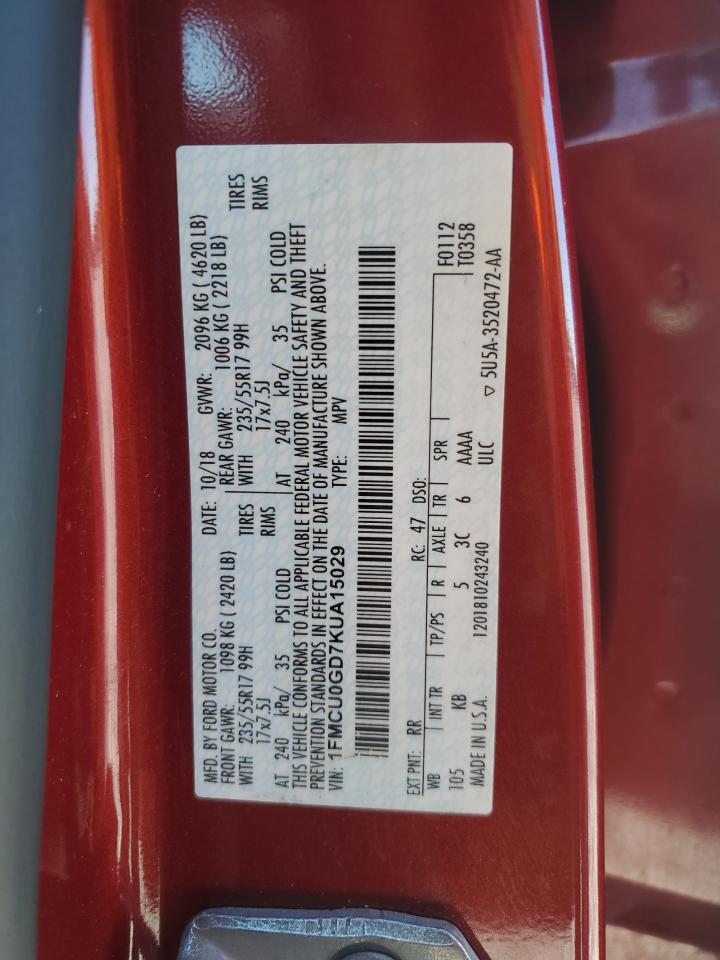 MFD. BY FORD MOTOR CO. DATE: 10/18 GVWR: 2096 KG ( 4620 LB)
FRONT GAWR: 1098 KG ( 2420 LB) REAR GAWR: 1006 KG ( 2218 LB)
WITH 235/55R17 99H TIRES WITH 235/55R17 99H TIRES
17x7.5J RIMS 17x7.5J RIMS
AT 240 kPa/ 35 PSI COLD AT 240 kPa/ 35 PSI COLD
THIS VEHICLE CONFORMS TO ALL APPLICABLE FEDERAL MOTOR VEHICLE SAFETY AND THEFT
PREVENTION STANDARDS IN EFFECT ON THE DATE OF MANUFACTURE SHOWN ABOVE.
VIN: 1FMCU0GD7KUA15029 TYPE: MPV
EXT PNT: RR RC: 47 DSO: F0112
WB INT TR TP/PS R AXLE TR SPR T0358
105 KB 5 3C 6 AAAA
12018I0243240 ULC ▽ 5U5A-3520472-AA
MADE IN U.S.A.